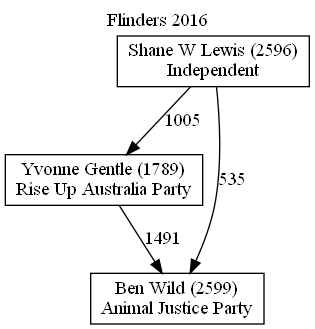 Flinders 2016
Shane W Lewis (2596)
Independent
1005
Yvonne Gentle (1789)
Rise Up Australia Party
535
1491
Ben Wild (2599)
Animal Justice Party